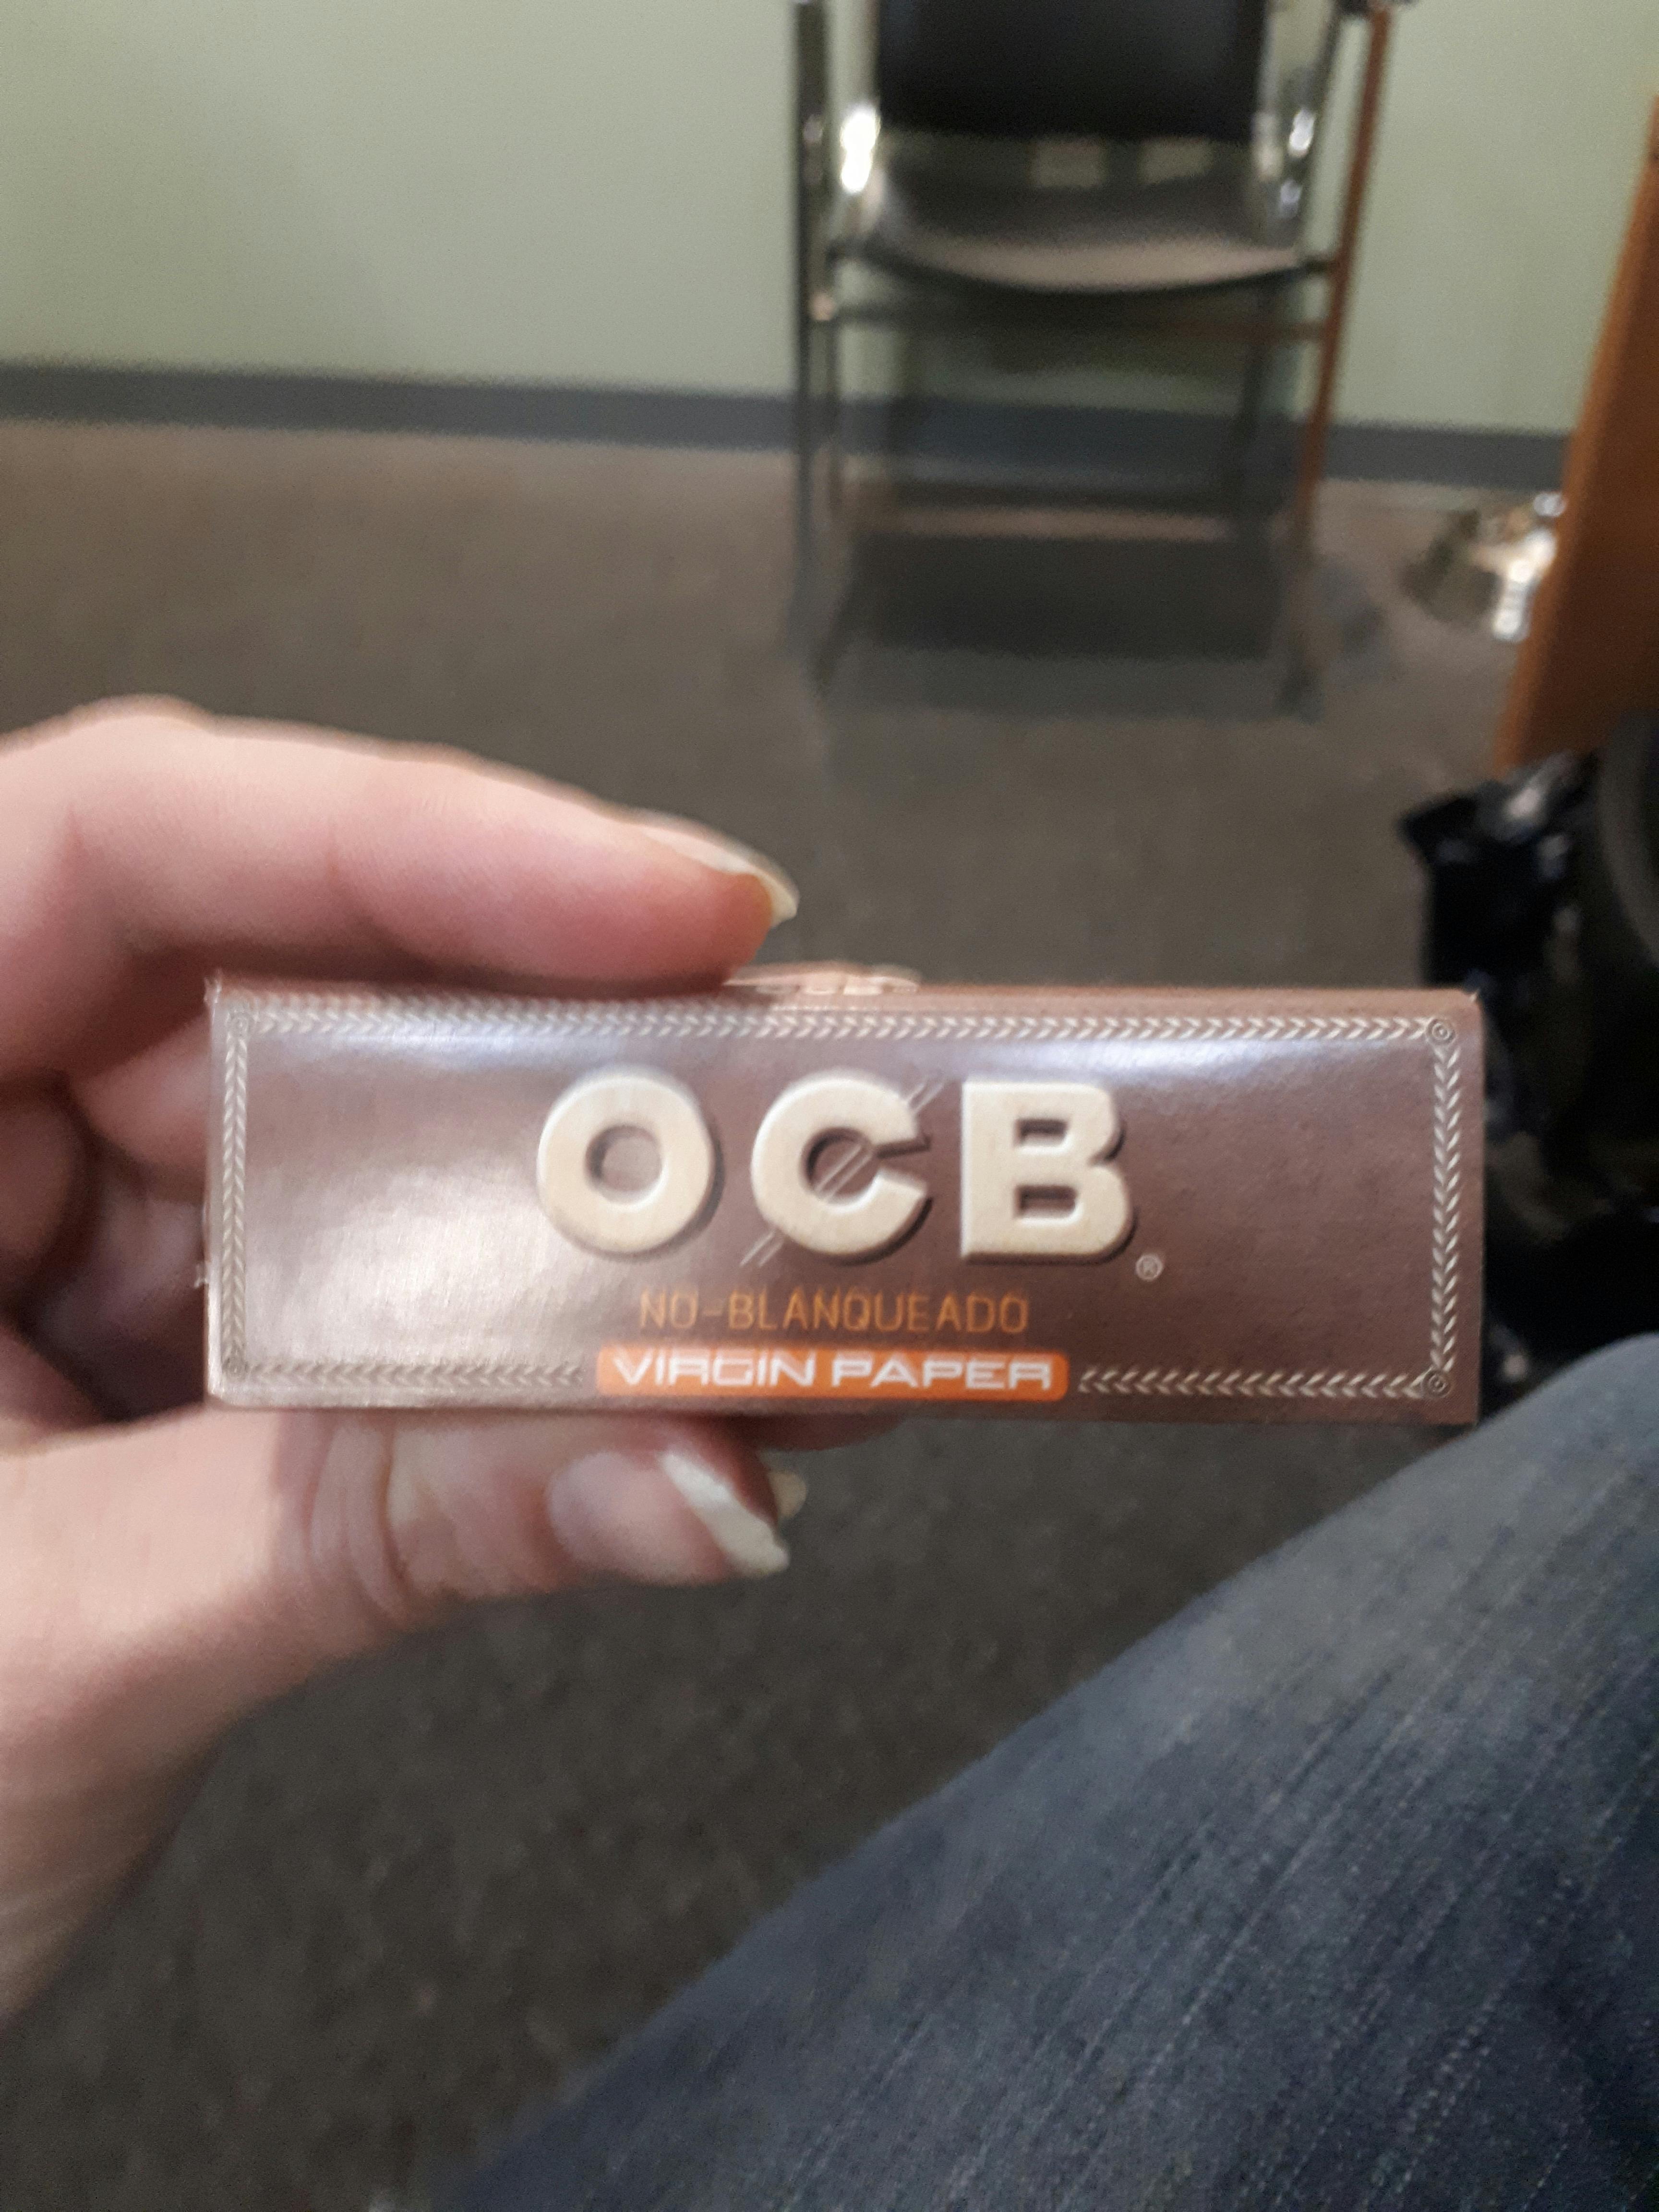 OCB®
NO-BLANQUEADO
VIRGIN PAPER